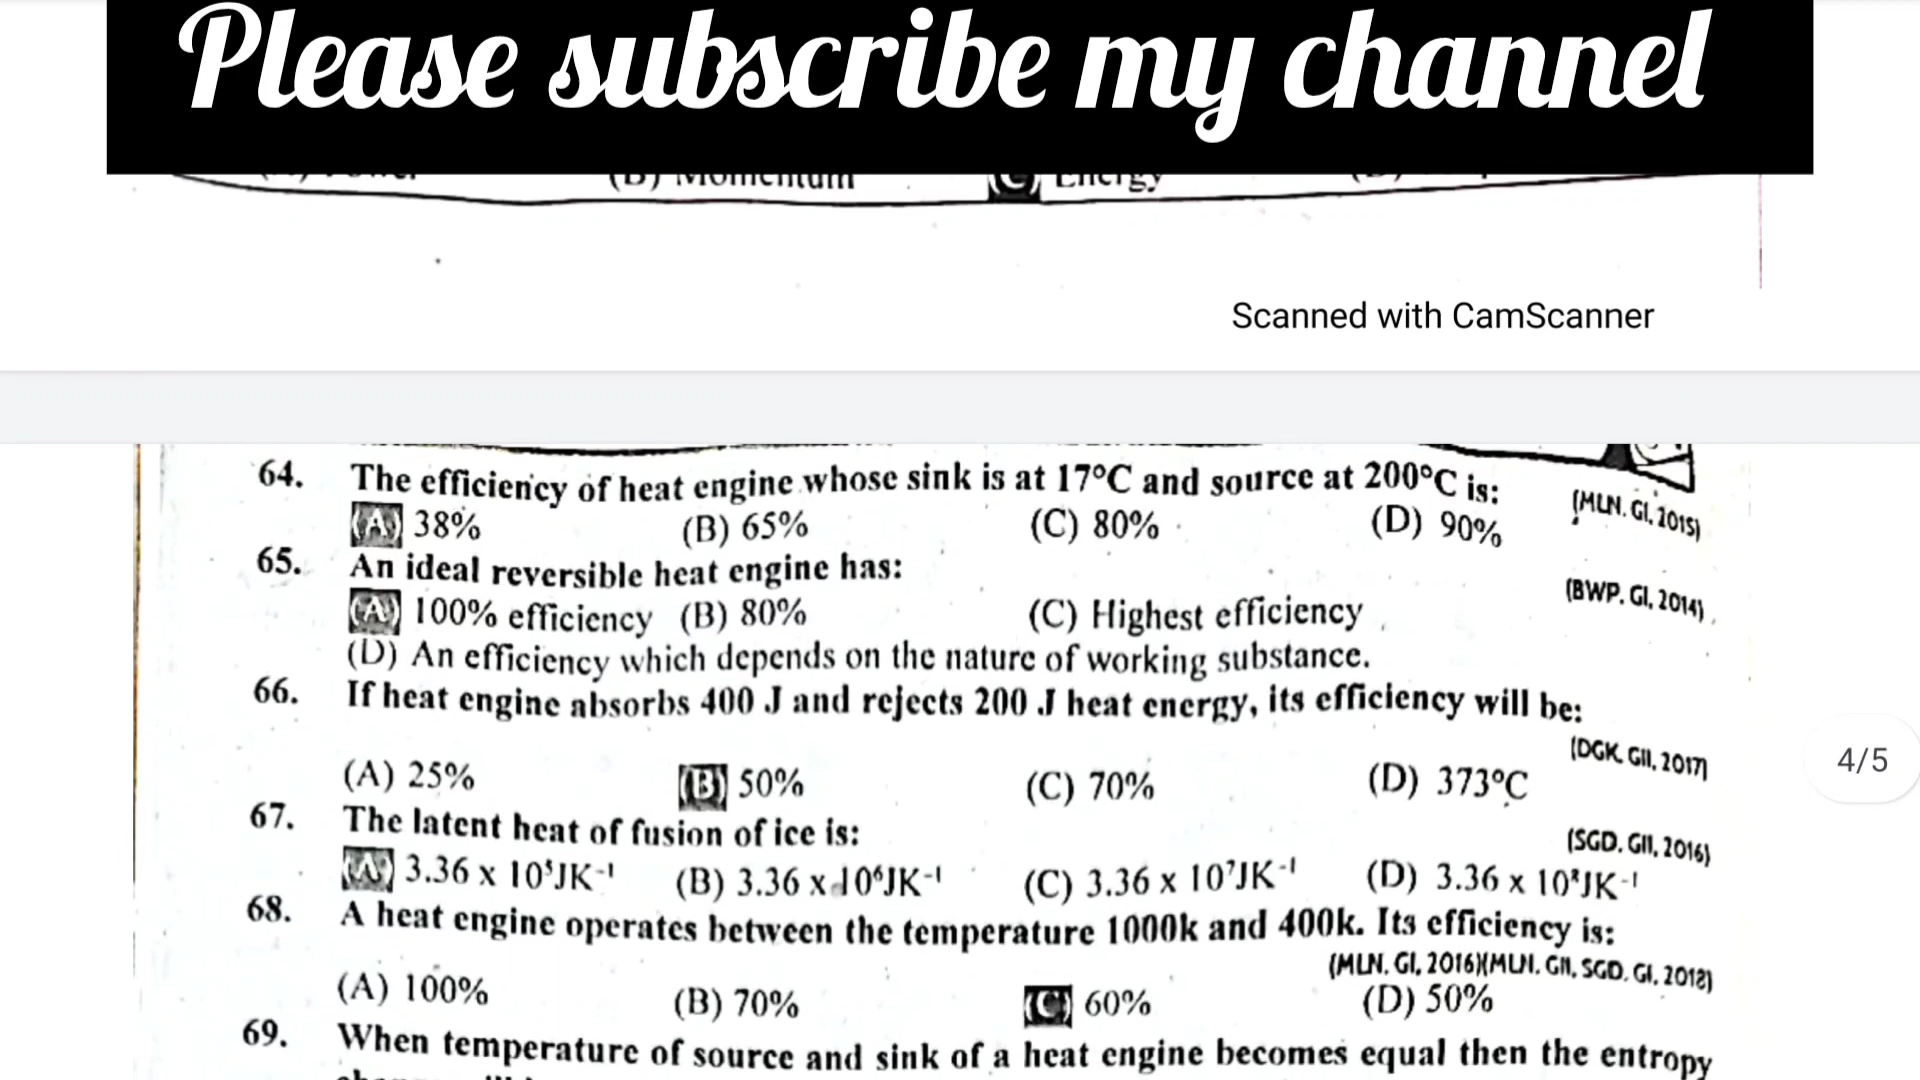 Please subscribe my channel
(B) Momentum (C) Energy
Scanned with CamScanner
64. The efficiency of heat engine whose sink is at 17°C and source at 200°C is:
(MLN. GI, 2015)
(A) 38% (B) 65% (C) 80% (D) 90%
65. An ideal reversible heat engine has:
(BWP. GI, 2014)
(A) 100% efficiency (B) 80% (C) Highest efficiency
(D) An efficiency which depends on the nature of working substance.
66. If heat engine absorbs 400 J and rejects 200 J heat energy, its efficiency will be:
(DGK. GII, 2017)
(A) 25% (B) 50% (C) 70% (D) 373°C
4/5
67. The latent heat of fusion of ice is:
(SGD. GII, 2016)
(A) 3.36 x 10⁵JK⁻¹ (B) 3.36 x 10⁶JK⁻¹ (C) 3.36 x 10⁷JK⁻¹ (D) 3.36 x 10⁸JK⁻¹
68. A heat engine operates between the temperature 1000k and 400k. Its efficiency is:
(MLN. GI, 2016)(MLN. GII, SGD. GI, 2018)
(A) 100% (B) 70% (C) 60% (D) 50%
69. When temperature of source and sink of a heat engine becomes equal then the entropy